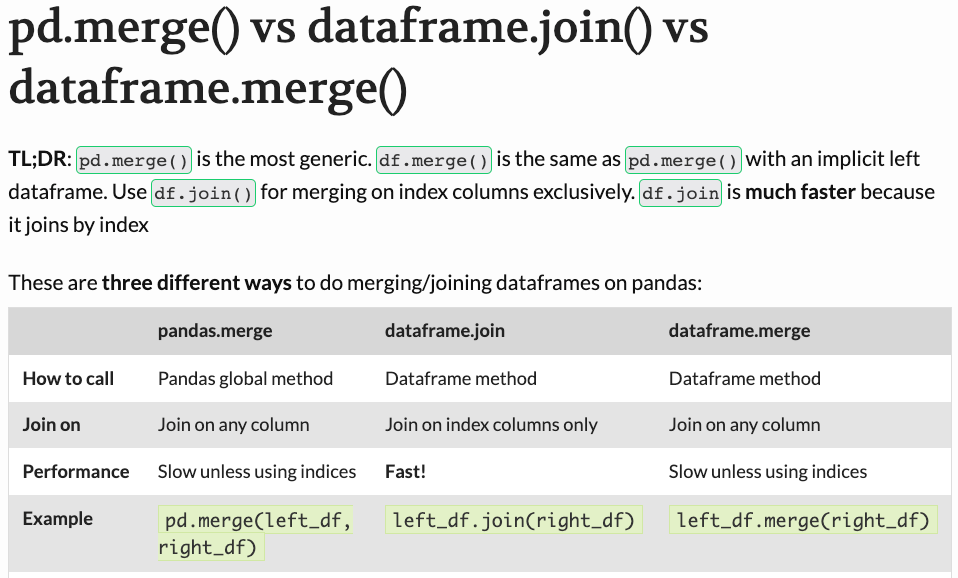 pd.merge() vs dataframe.join() vs
dataframe.merge()
TL;DR: pd.merge() is the most generic. df.merge() is the same as pd.merge() with an implicit left
dataframe. Use df.join() for merging on index columns exclusively. df.join is much faster because
it joins by index
These are three different ways to do merging/joining dataframes on pandas:
pandas.merge dataframe.join dataframe.merge
How to call Pandas global method Dataframe method Dataframe method
Join on Join on any column Join on index columns only Join on any column
Performance Slow unless using indices Fast! Slow unless using indices
Example pd.merge(left_df, left_df.join(right_df) left_df.merge(right_df)
right_df)